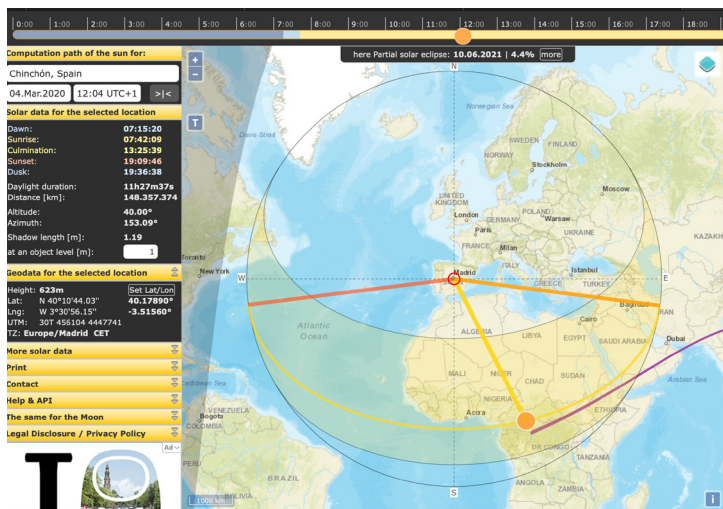 0:00 1:00 2:00 3:00 4:00 5:00 6:00 7:00 8:00 9:00 10:00 11:00 12:00 13:00 14:00 15:00 16:00 17:00 18:00
Computation path of the sun for:
Chinchón, Spain
04.Mar.2020 12:04 UTC+1 >|<
Solar data for the selected location
Dawn: 07:15:20
Sunrise: 07:42:09
Culmination: 13:25:39
Sunset: 19:09:46
Dusk: 19:36:38
Daylight duration: 11h27m37s
Distance [km]: 148.357.374
Altitude: 40.00°
Azimuth: 153.09°
Shadow length [m]: 1.19
at an object level [m]: 1
Geodata for the selected location
Height: 623m Set Lat/Lon
Lat: N 40°10'44.03" 40.17890°
Lng: W 3°30'56.15" -3.51560°
UTM: 30T 456104 4447741
TZ: Europe/Madrid CET
More solar data
Print
Contact
Help & API
The same for the Moon
Legal Disclosure / Privacy Policy
Ad
here Partial solar eclipse: 10.06.2021 | 4.4% more
+
−
T
N
Norwegian Sea
Davis Strait
SWEDEN FINLAND
NORWAY
Stockholm
Moscow
UNITED
KINGDOM
London
GERMANY
POLAND
Warsaw
Paris
UKRAINE
FRANCE
Milan
KAZAKH
ITALY
Toronto
New York
Istanbul
Madrid
GREECE TURKEY
W
E
Baghdad
IRAN
Atlantic
Ocean
Cairo
ALGERIA
LIBYA
EGYPT
SAUDI ARABIA
Dubai
MALI
NIGER
CHAD
SUDAN
Arabian Sea
Caribbean Sea
NIGERIA
VENEZUELA
Bogota
COLOMBIA
Accra
ETHIOPIA
DR CONGO
PERU
TANZANIA
BRAZIL
ANGOLA
ZAMBIA
BOLIVIA
S
1000 km
i